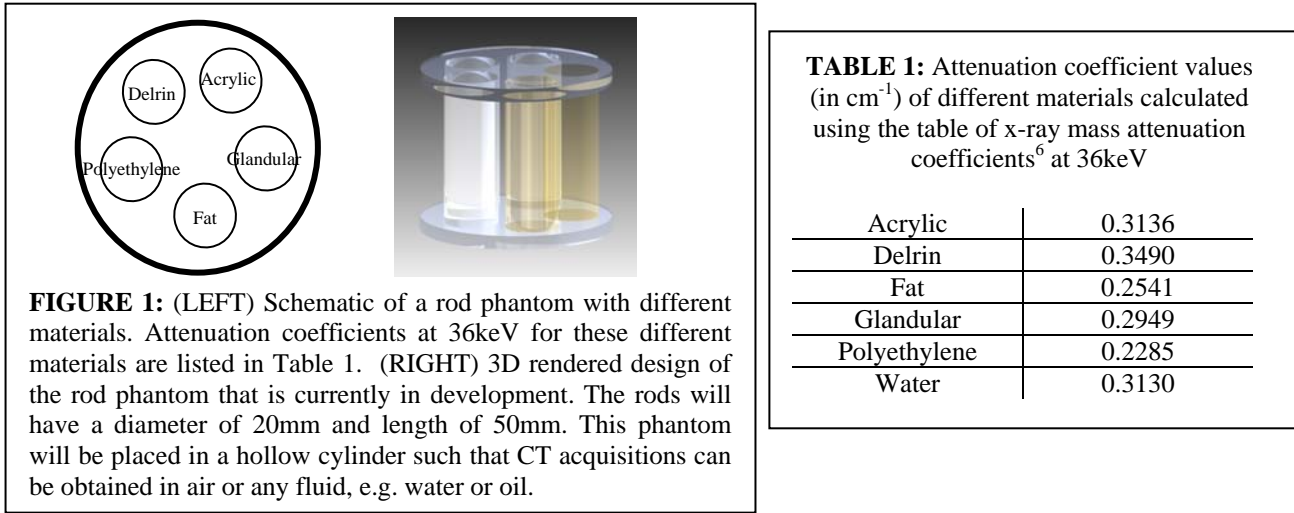 Delrin
Acrylic
Polyethylene
Glandular
Fat
FIGURE 1: (LEFT) Schematic of a rod phantom with different
materials. Attenuation coefficients at 36keV for these different
materials are listed in Table 1. (RIGHT) 3D rendered design of
the rod phantom that is currently in development. The rods will
have a diameter of 20mm and length of 50mm. This phantom
will be placed in a hollow cylinder such that CT acquisitions can
be obtained in air or any fluid, e.g. water or oil.
TABLE 1: Attenuation coefficient values
(in cm⁻¹) of different materials calculated
using the table of x-ray mass attenuation
coefficients⁶ at 36keV
Acrylic 0.3136
Delrin 0.3490
Fat 0.2541
Glandular 0.2949
Polyethylene 0.2285
Water 0.3130